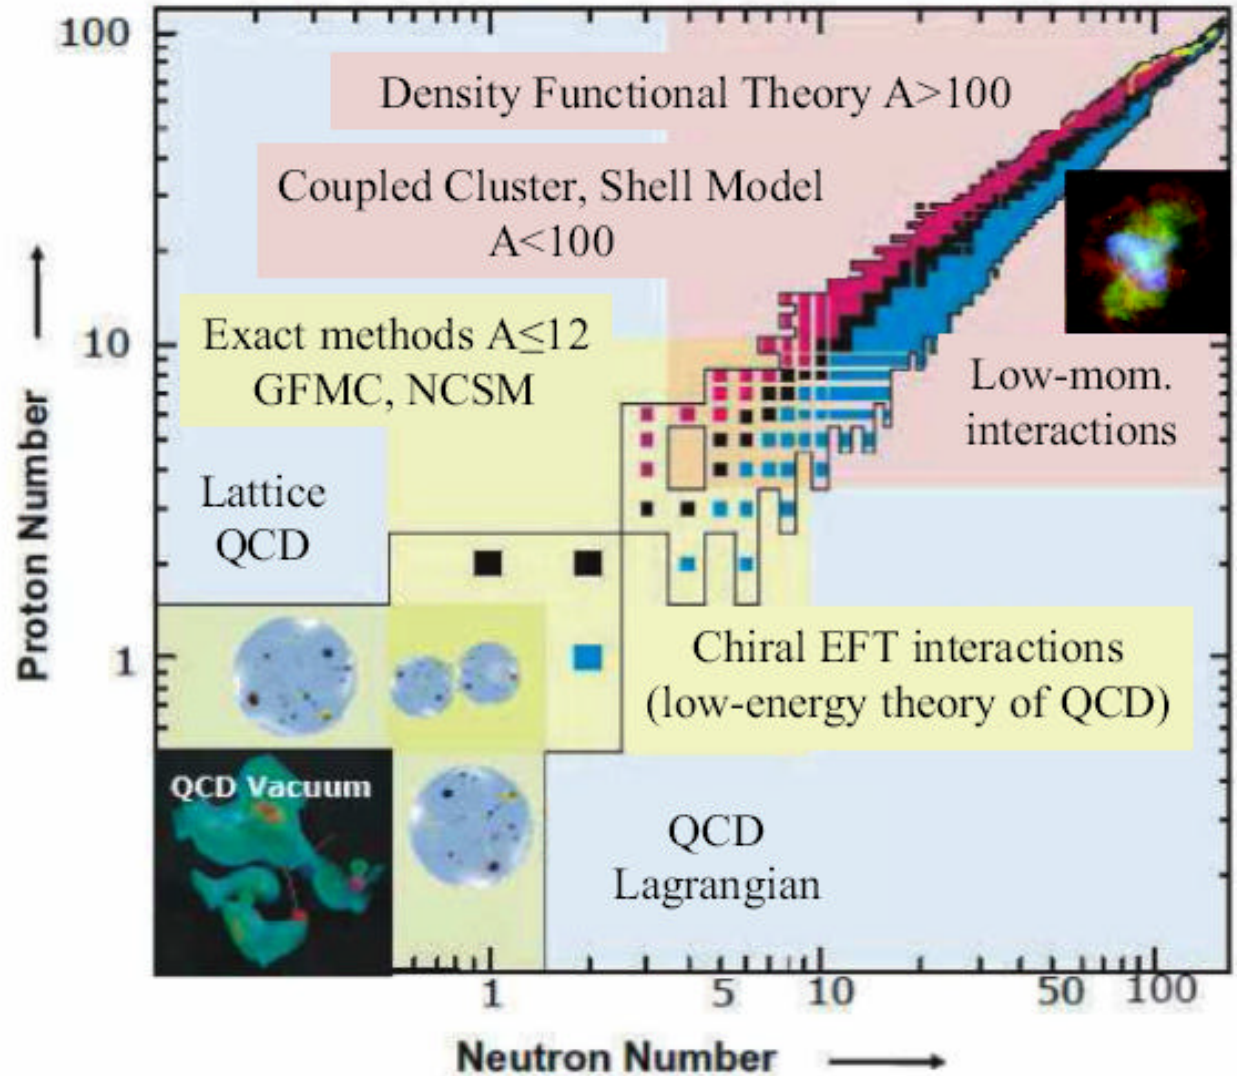 100
Density Functional Theory A>100
Coupled Cluster, Shell Model
A<100
10
Exact methods A≤12
GFMC, NCSM
Low-mom.
interactions
Lattice
QCD
Proton Number
1
Chiral EFT interactions
(low-energy theory of QCD)
QCD Vacuum
QCD
Lagrangian
1 5 10 50 100
Neutron Number